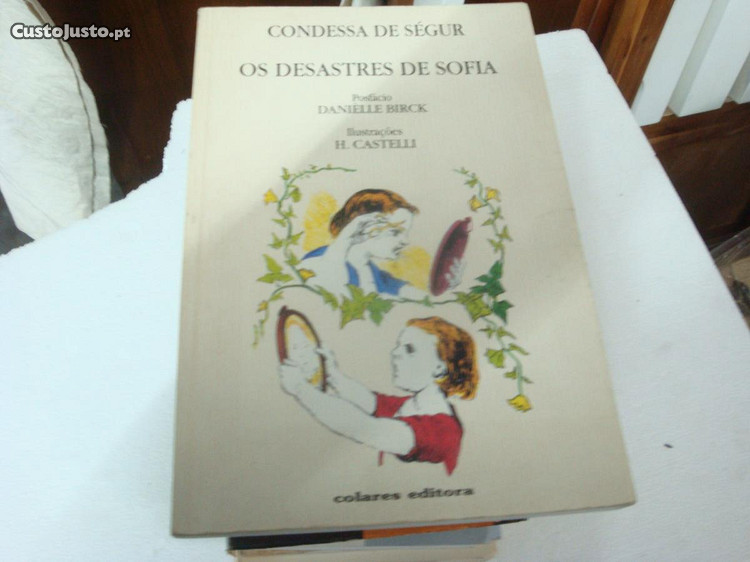 CustoJusto.pt
CONDESSA DE SÉGUR
OS DESASTRES DE SOFIA
Posfácio
DANIELLE BIRCK
Ilustrações
H. CASTELLI
colares editora